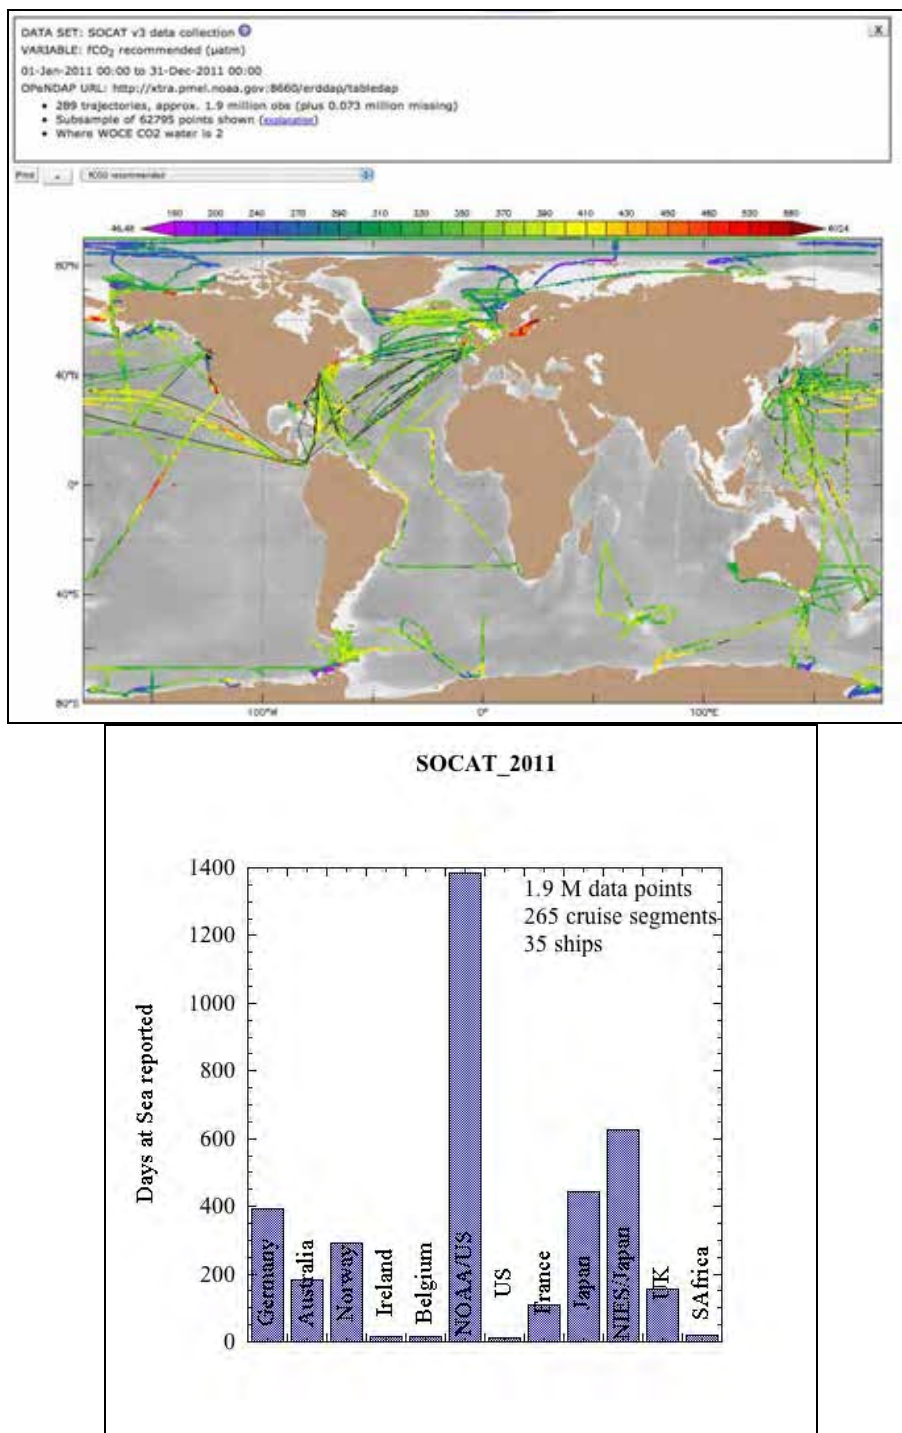 DATA SET: SOCAT v3 data collection ?
X
VARIABLE: fCO2 recommended (µatm)
01-Jan-2011 00:00 to 31-Dec-2011 00:00
OPeNDAP URL: http://xtra.pmel.noaa.gov:8660/erddap/tabledap
• 289 trajectories, approx. 1.9 million obs (plus 0.073 million missing)
• Subsample of 62795 points shown (explanation)
• Where WOCE CO2 water is 2
Print
fCO2 recommended
200 240 270 290 310 330 350 370 390 410 430
80°N
40°N
0°
40°S
80°S
100°W 0° 100°E
SOCAT_2011
1.9 M data points
265 cruise segments
35 ships
Days at Sea reported
1400
1200
1000
800
600
400
200
0
Germany
Australia
Norway
Ireland
Belgium
NOAA/US
US
France
Japan
NIES/Japan
UK
SAfrica